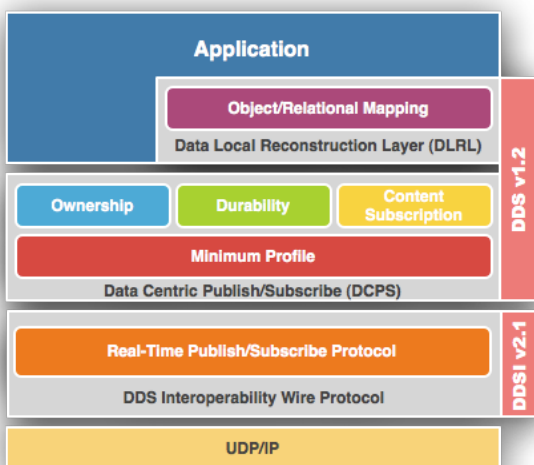 Application
Object/Relational Mapping
Data Local Reconstruction Layer (DLRL)
DDS v1.2
Ownership
Durability
Content
Subscription
Minimum Profile
Data Centric Publish/Subscribe (DCPS)
Real-Time Publish/Subscribe Protocol
DDS Interoperability Wire Protocol
DDSI v2.1
UDP/IP